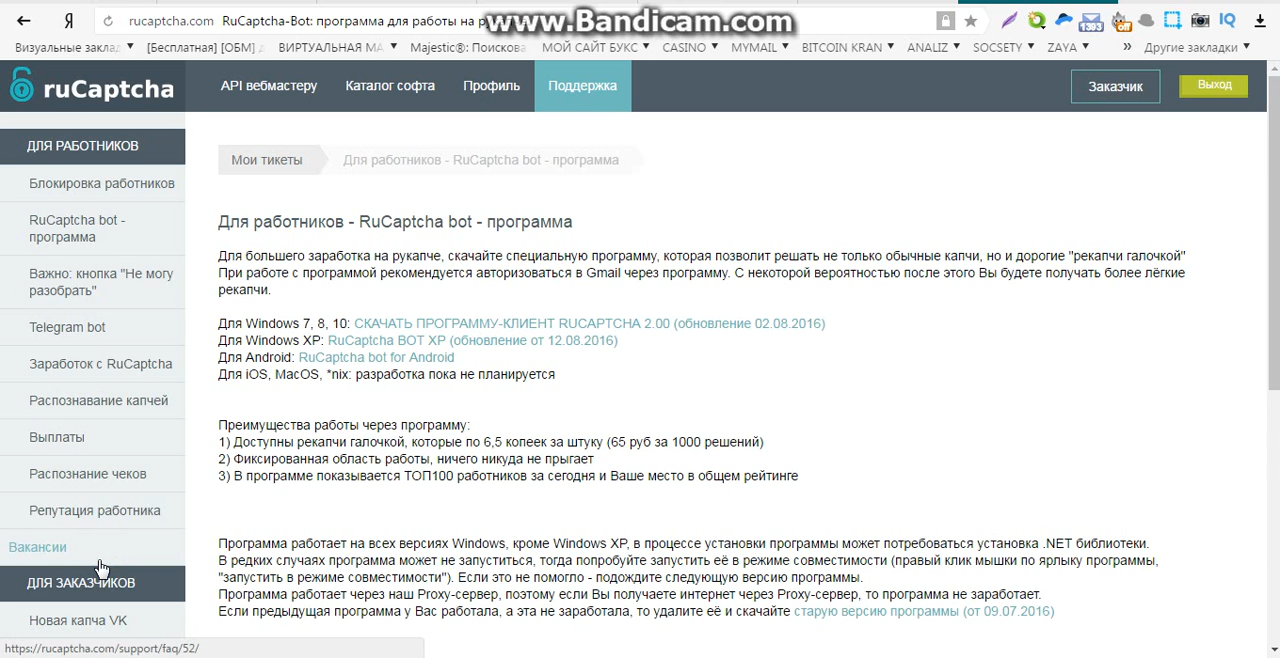 Я
rucaptcha.com RuCaptcha-Bot: программа для работы на
www.Bandicam.com
1393
Off
IQ
Визуальные заклад
[Бесплатная] [ОБМ]
ВИРТУАЛЬНАЯ МА
Majestic®: Поискова
МОЙ САЙТ БУКС
CASINO
MYMAIL
BITCOIN KRAN
ANALIZ
SOCSETY
ZAYA
»
Другие закладки
ruCaptcha
API вебмастеру
Каталог софта
Профиль
Поддержка
Заказчик
Выход
ДЛЯ РАБОТНИКОВ
Блокировка работников
RuCaptcha bot -
программа
Важно: кнопка "Не могу
разобрать"
Telegram bot
Заработок с RuCaptcha
Распознавание капчей
Выплаты
Распознание чеков
Репутация работника
Вакансии
ДЛЯ ЗАКАЗЧИКОВ
Новая капча VK
https://rucaptcha.com/support/faq/52/
Мои тикеты
Для работников - RuCaptcha bot - программа
Для работников - RuCaptcha bot - программа
Для большего заработка на рукапче, скачайте специальную программу, которая позволит решать не только обычные капчи, но и дорогие "рекапчи галочкой"
При работе с программой рекомендуется авторизоваться в Gmail через программу. С некоторой вероятностью после этого Вы будете получать более лёгкие
рекапчи.
Для Windows 7, 8, 10: СКАЧАТЬ ПРОГРАММУ-КЛИЕНТ RUCAPTCHA 2.00 (обновление 02.08.2016)
Для Windows XP: RuCaptcha BOT XP (обновление от 12.08.2016)
Для Android: RuCaptcha bot for Android
Для iOS, MacOS, *nix: разработка пока не планируется
Преимущества работы через программу:
1) Доступны рекапчи галочкой, которые по 6,5 копеек за штуку (65 руб за 1000 решений)
2) Фиксированная область работы, ничего никуда не прыгает
3) В программе показывается ТОП100 работников за сегодня и Ваше место в общем рейтинге
Программа работает на всех версиях Windows, кроме Windows XP, в процессе установки программы может потребоваться установка .NET библиотеки.
В редких случаях программа может не запуститься, тогда попробуйте запустить её в режиме совместимости (правый клик мышки по ярлыку программы,
"запустить в режиме совместимости"). Если это не помогло - подождите следующую версию программы.
Программа работает через наш Proxy-сервер, поэтому если Вы получаете интернет через Proxy-сервер, то программа не заработает.
Если предыдущая программа у Вас работала, а эта не заработала, то удалите её и скачайте старую версию программы (от 09.07.2016)